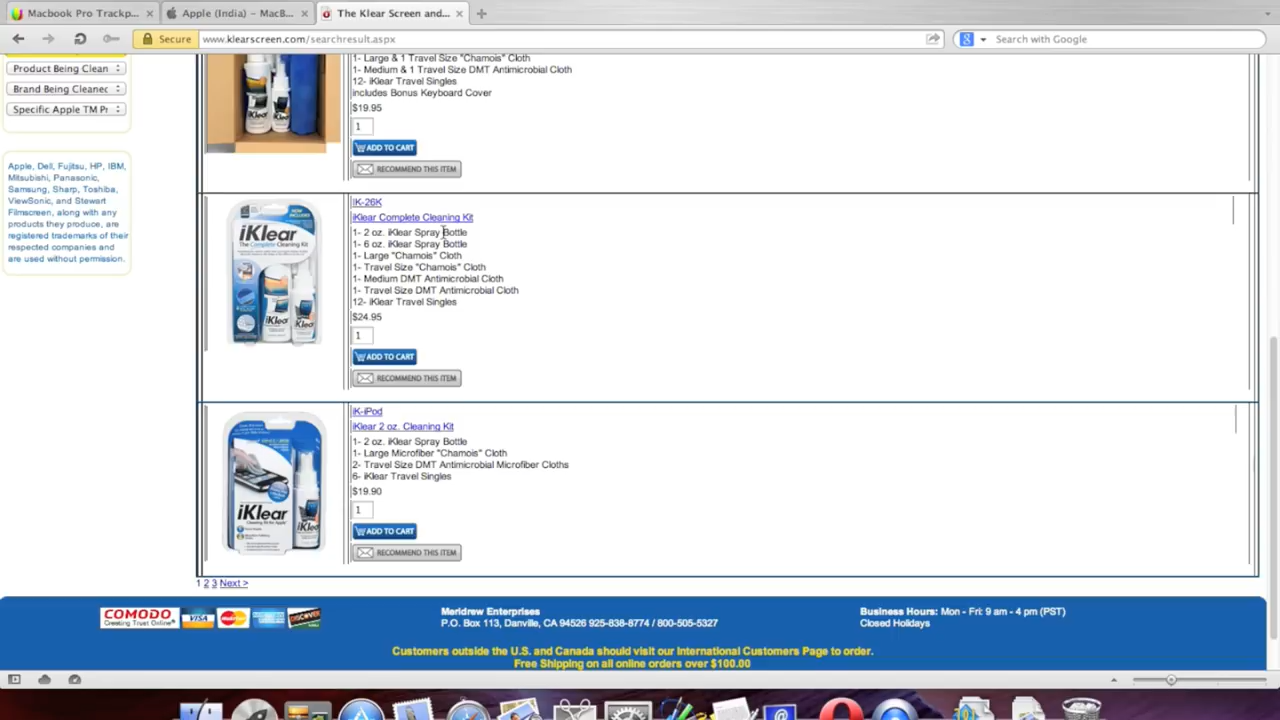 Macbook Pro Trackp...
Apple (India) – MacB...
The Klear Screen and...
Secure
www.klearscreen.com/searchresult.aspx
Search with Google
Product Being Clean
Brand Being Cleaned
Specific Apple TM Pr
Apple, Dell, Fujitsu, HP, IBM,
Mitsubishi, Panasonic,
Samsung, Sharp, Toshiba,
ViewSonic, and Stewart
Filmscreen, along with any
products they produce, are
registered trademarks of their
respected companies and
are used without permission.
1- Large & 1 Travel Size "Chamois" Cloth
1- Medium & 1 Travel Size DMT Antimicrobial Cloth
12- iKlear Travel Singles
includes Bonus Keyboard Cover
$19.95
1
ADD TO CART
RECOMMEND THIS ITEM
iKlear
The Complete Cleaning Kit
iKlear
iK-26K
iKlear Complete Cleaning Kit
1- 2 oz. iKlear Spray Bottle
1- 6 oz. iKlear Spray Bottle
1- Large "Chamois" Cloth
1- Travel Size "Chamois" Cloth
1- Medium DMT Antimicrobial Cloth
1- Travel Size DMT Antimicrobial Cloth
12- iKlear Travel Singles
$24.95
1
ADD TO CART
RECOMMEND THIS ITEM
iKlear
iK-iPod
iKlear 2 oz. Cleaning Kit
1- 2 oz. iKlear Spray Bottle
1- Large Microfiber "Chamois" Cloth
2- Travel Size DMT Antimicrobial Microfiber Cloths
6- iKlear Travel Singles
$19.90
1
ADD TO CART
RECOMMEND THIS ITEM
1 2 3 Next >
COMODO
Creating Trust Online®
VISA
MasterCard
DISCOVER
Meridrew Enterprises
P.O. Box 113, Danville, CA 94526 925-838-8774 / 800-505-5327
Business Hours: Mon - Fri: 9 am - 4 pm (PST)
Closed Holidays
Customers outside the U.S. and Canada should visit our International Customers Page to order.
Free Shipping on all online orders over $100.00